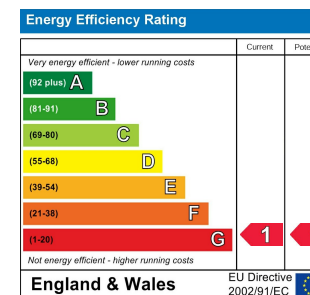 Energy Efficiency Rating
Current
Pote
Very energy efficient - lower running costs
(92 plus) A
(81-91) B
(69-80) C
(55-68) D
(39-54) E
(21-38) F
(1-20) G 1
Not energy efficient - higher running costs
England & Wales
EU Directive
2002/91/EC